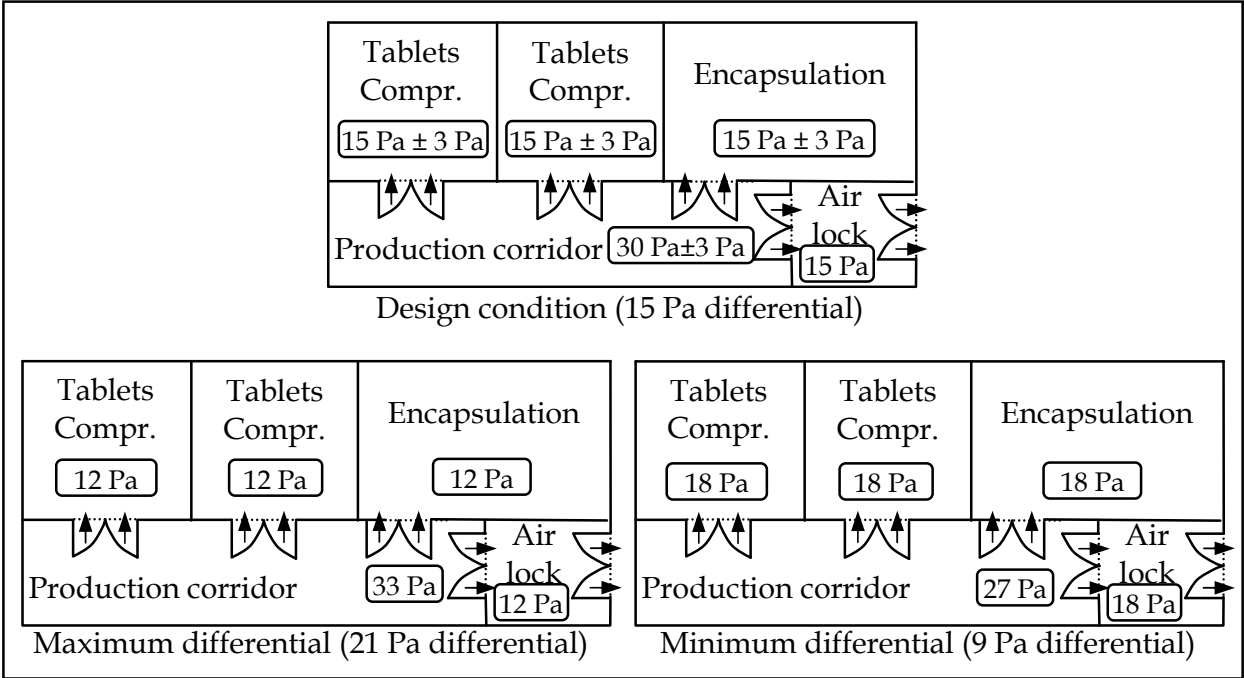 Tablets
Compr.
Tablets
Compr.
Encapsulation
15 Pa ± 3 Pa
15 Pa ± 3 Pa
15 Pa ± 3 Pa
Air
lock
Production corridor
30 Pa±3 Pa
15 Pa
Design condition (15 Pa differential)
Tablets
Compr.
Tablets
Compr.
Encapsulation
12 Pa
12 Pa
12 Pa
Air
lock
Production corridor
33 Pa
12 Pa
Maximum differential (21 Pa differential)
Tablets
Compr.
Tablets
Compr.
Encapsulation
18 Pa
18 Pa
18 Pa
Air
lock
Production corridor
27 Pa
18 Pa
Minimum differential (9 Pa differential)